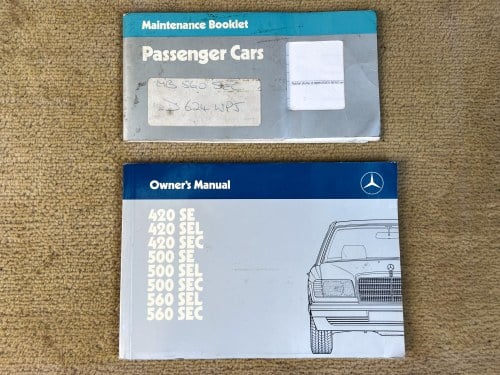 Maintenance Booklet
Passenger Cars
MB 560 SEC
J 624 WPJ
Owner's Manual
420 SE
420 SEL
420 SEC
500 SE
500 SEL
500 SEC
560 SEL
560 SEC